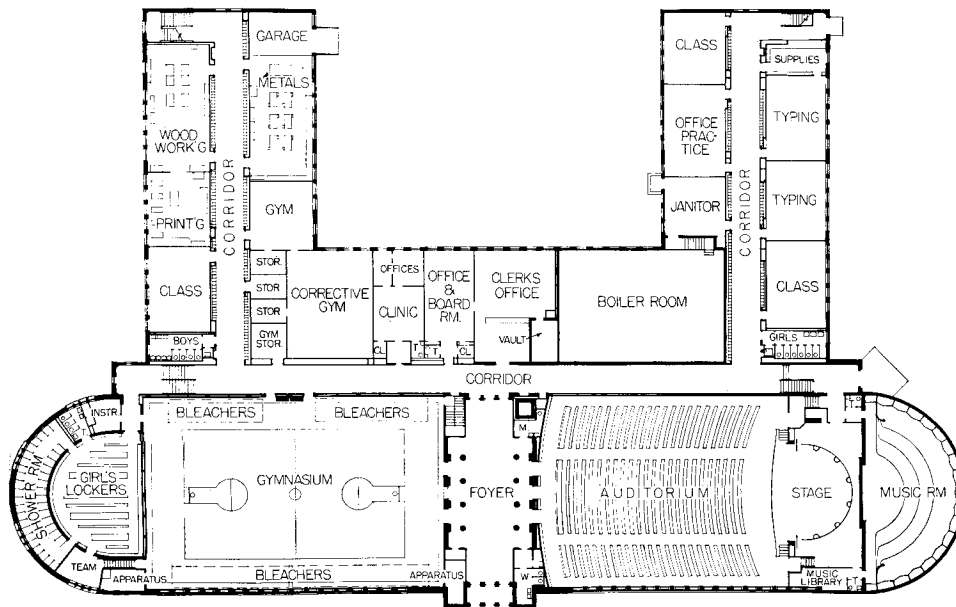 GARAGE
METALS
WOOD
WORK'G
PRINT'G
CLASS
BOYS
CORRIDOR
GYM
STOR.
STOR
STOR
GYM
STOR.
CORRECTIVE
GYM
OFFICES
CLINIC
CL
OFFICE
&
BOARD
RM.
T
T
CL
CLERKS
OFFICE
VAULT
BOILER ROOM
CLASS
OFFICE
PRAC-
TICE
JANITOR
CORRIDOR
SUPPLIES
TYPING
TYPING
CLASS
GIRLS
CORRIDOR
INSTR
SHOWER RM
GIRL'S
LOCKERS
TEAM
APPARATUS
BLEACHERS
BLEACHERS
GYMNASIUM
BLEACHERS
APPARATUS
FOYER
M
W
AUDITORIUM
STAGE
MUSIC RM
MUSIC
LIBRARY
T